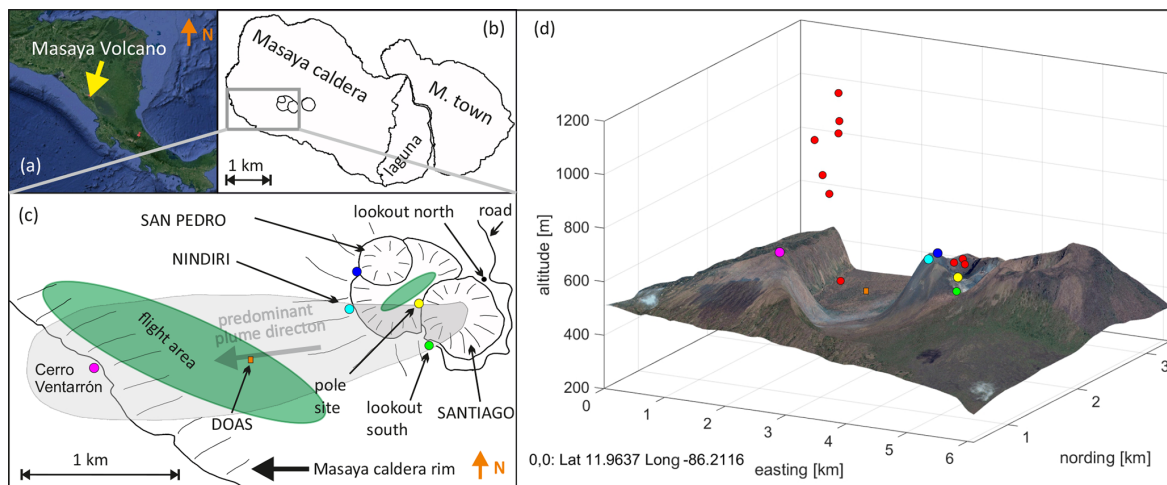 N
Masaya Volcano
(a)
(b)
Masaya caldera
M. town
laguna
1 km
(c)
SAN PEDRO
lookout north
road
NINDIRI
predominant
plume directon
flight area
Cerro
Ventarrón
DOAS
pole
site
lookout
south
SANTIAGO
1 km
Masaya caldera rim
N
(d)
1200
1000
800
600
400
200
altitude [m]
0
1
2
3
4
5
6
easting [km]
1
2
3
nording [km]
0,0: Lat 11.9637 Long -86.2116